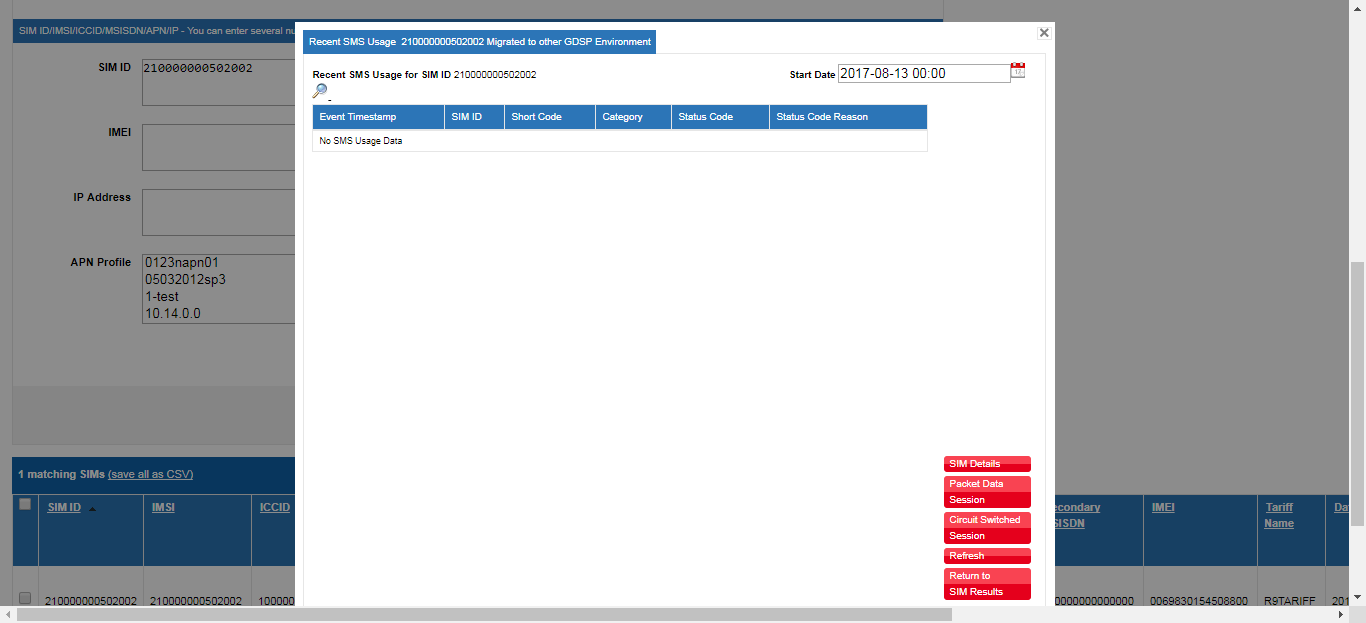 SIM ID/IMSI/ICCID/MSISDN/APN/IP - You can enter several nu
SIM ID
210000000502002
IMEI
IP Address
APN Profile
0123napn01
05032012sp3
1-test
10.14.0.0
Recent SMS Usage 210000000502002 Migrated to other GDSP Environment
Recent SMS Usage for SIM ID 210000000502002
Start Date 2017-08-13 00:00
Event Timestamp SIM ID Short Code Category Status Code Status Code Reason
No SMS Usage Data
SIM Details
Packet Data
Session
Circuit Switched
Session
Refresh
Return to
SIM Results
1 matching SIMs (save all as CSV)
SIM ID IMSI ICCID econdary IMEI Tariff Da
SISDN Name
210000000502002 210000000502002 100000 0000000000000 0069830154508800 R9TARIFF 201